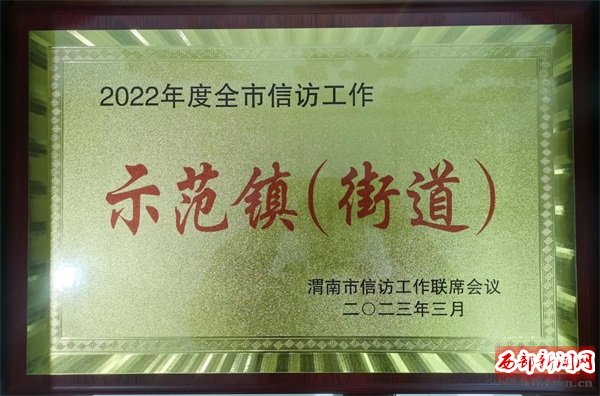 2022年度全市信访工作
示范镇(街道)
渭南市信访工作联席会议
二〇二三年三月
西部新闻网